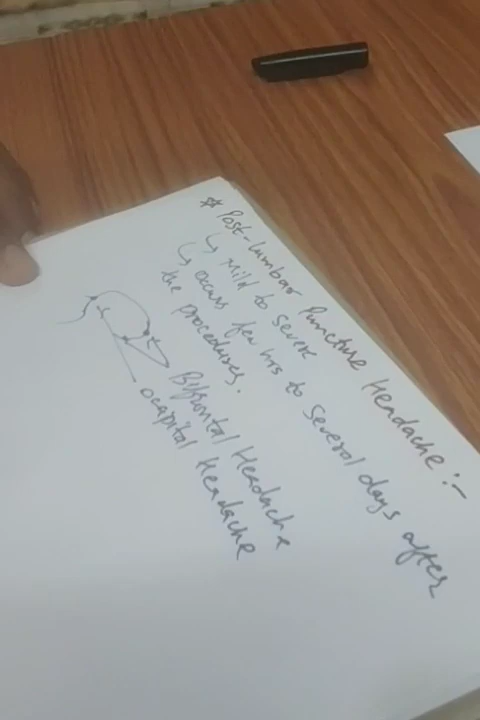 * Post-lumbar Puncture Headache:-
↳ Mild to severe
↳ occurs few hrs to several days after
the procedures.
Bifrontal Headache
occipital Headache